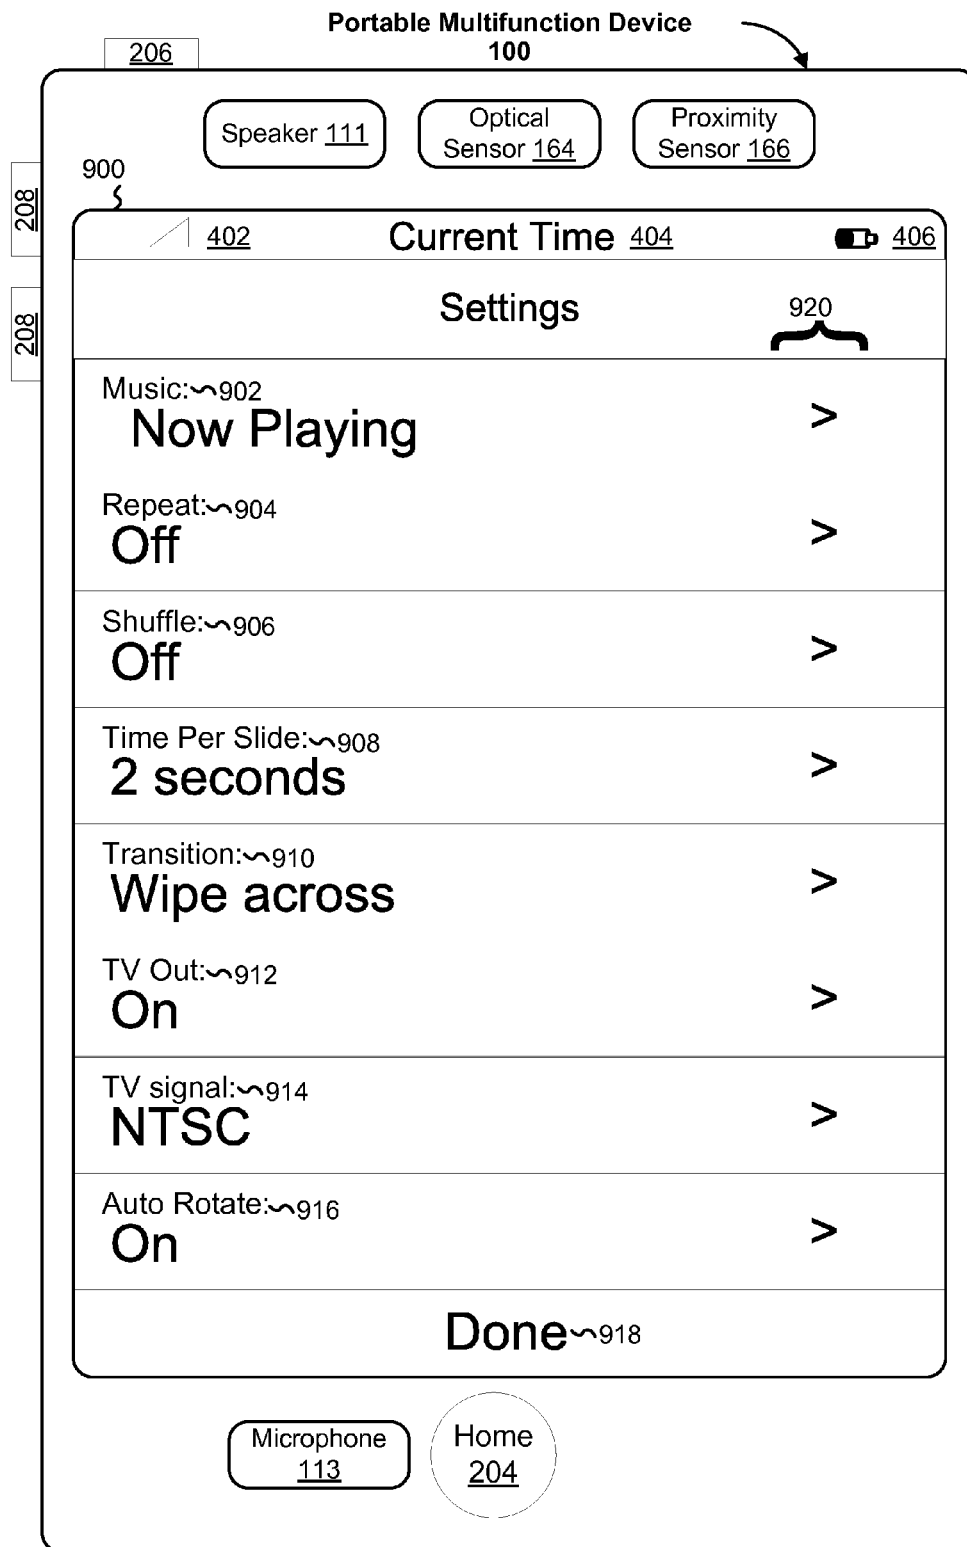 Portable Multifunction Device
100
206
Speaker 111
Optical
Sensor 164
Proximity
Sensor 166
900
208
208
402
Current Time 404
406
Settings
920
Music:~902
Now Playing
>
Repeat:~904
Off
>
Shuffle:~906
Off
>
Time Per Slide:~908
2 seconds
>
Transition:~910
Wipe across
>
TV Out:~912
On
>
TV signal:~914
NTSC
>
Auto Rotate:~916
On
>
Done~918
Microphone
113
Home
204